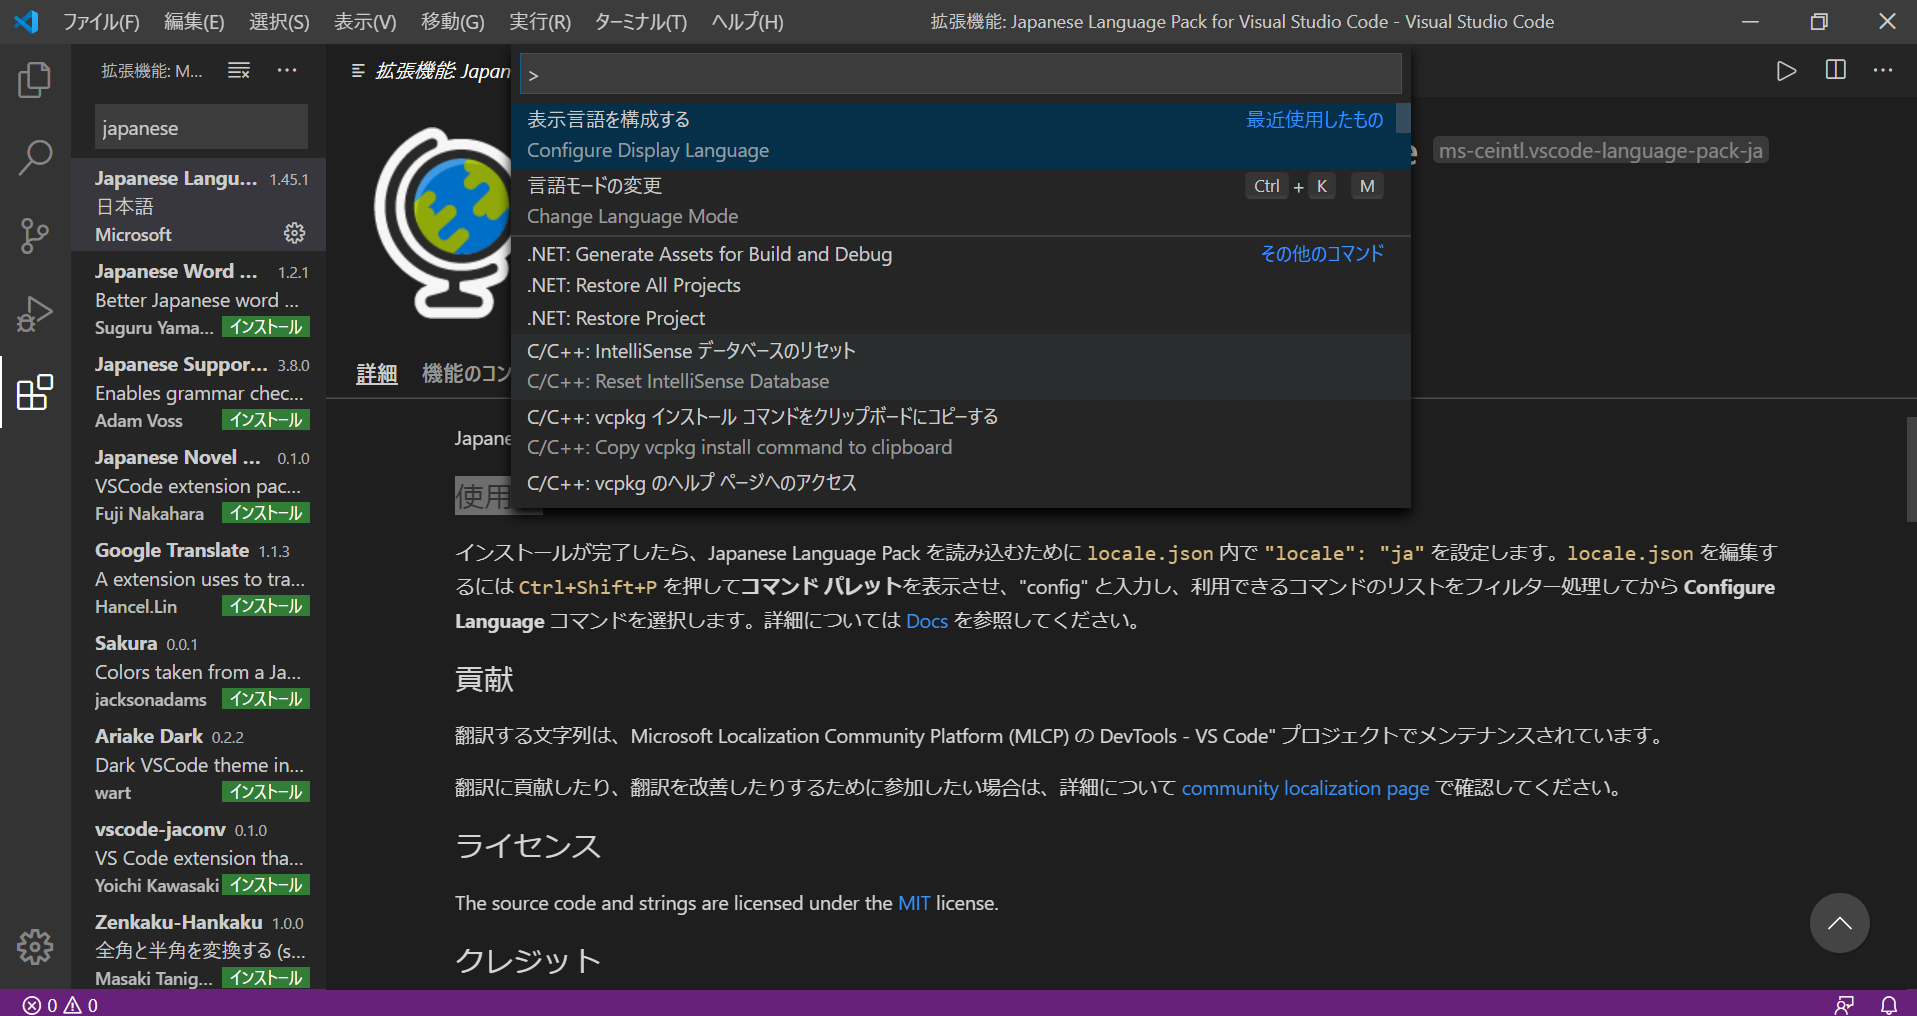 ファイル(F) 編集(E) 選択(S) 表示(V) 移動(G) 実行(R) ターミナル(T) ヘルプ(H) 拡張機能: Japanese Language Pack for Visual Studio Code - Visual Studio Code
拡張機能: M...
japanese
Japanese Langu... 1.45.1
日本語
Microsoft
Japanese Word ... 1.2.1
Better Japanese word ...
Suguru Yama... インストール
Japanese Suppor... 3.8.0
Enables grammar chec...
Adam Voss インストール
Japanese Novel ... 0.1.0
VSCode extension pac...
Fuji Nakahara インストール
Google Translate 1.1.3
A extension uses to tra...
Hancel.Lin インストール
Sakura 0.0.1
Colors taken from a Ja...
jacksonadams インストール
Ariake Dark 0.2.2
Dark VSCode theme in...
wart インストール
vscode-jaconv 0.1.0
VS Code extension tha...
Yoichi Kawasaki インストール
Zenkaku-Hankaku 1.0.0
全角と半角を変換する (s...
Masaki Tanig... インストール
拡張機能: Japan
>
表示言語を構成する 最近使用したもの
Configure Display Language
言語モードの変更 Ctrl + K M
Change Language Mode
.NET: Generate Assets for Build and Debug その他のコマンド
.NET: Restore All Projects
.NET: Restore Project
C/C++: IntelliSense データベースのリセット
C/C++: Reset IntelliSense Database
C/C++: vcpkg インストール コマンドをクリップボードにコピーする
C/C++: Copy vcpkg install command to clipboard
C/C++: vcpkg のヘルプ ページへのアクセス
ms-ceintl.vscode-language-pack-ja
詳細 機能のコン
Japane
使用
インストールが完了したら、Japanese Language Pack を読み込むために locale.json 内で "locale": "ja" を設定します。locale.json を編集す
るには Ctrl+Shift+P を押してコマンド パレットを表示させ、"config" と入力し、利用できるコマンドのリストをフィルター処理してから Configure
Language コマンドを選択します。詳細については Docs を参照してください。
貢献
翻訳する文字列は、Microsoft Localization Community Platform (MLCP) の DevTools - VS Code" プロジェクトでメンテナンスされています。
翻訳に貢献したり、翻訳を改善したりするために参加したい場合は、詳細について community localization page で確認してください。
ライセンス
The source code and strings are licensed under the MIT license.
クレジット
0 0